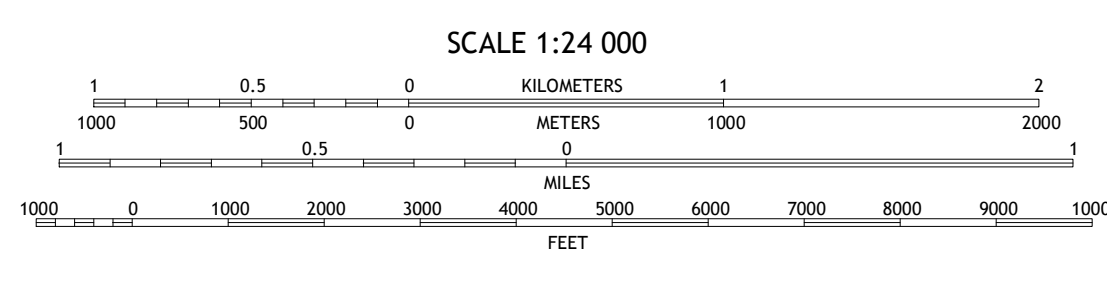 SCALE 1:24 000
1 0.5 0 KILOMETERS 1 2
1000 500 0 METERS 1000 2000
1 0.5 0 1
MILES
1000 0 1000 2000 3000 4000 5000 6000 7000 8000 9000 1000
FEET